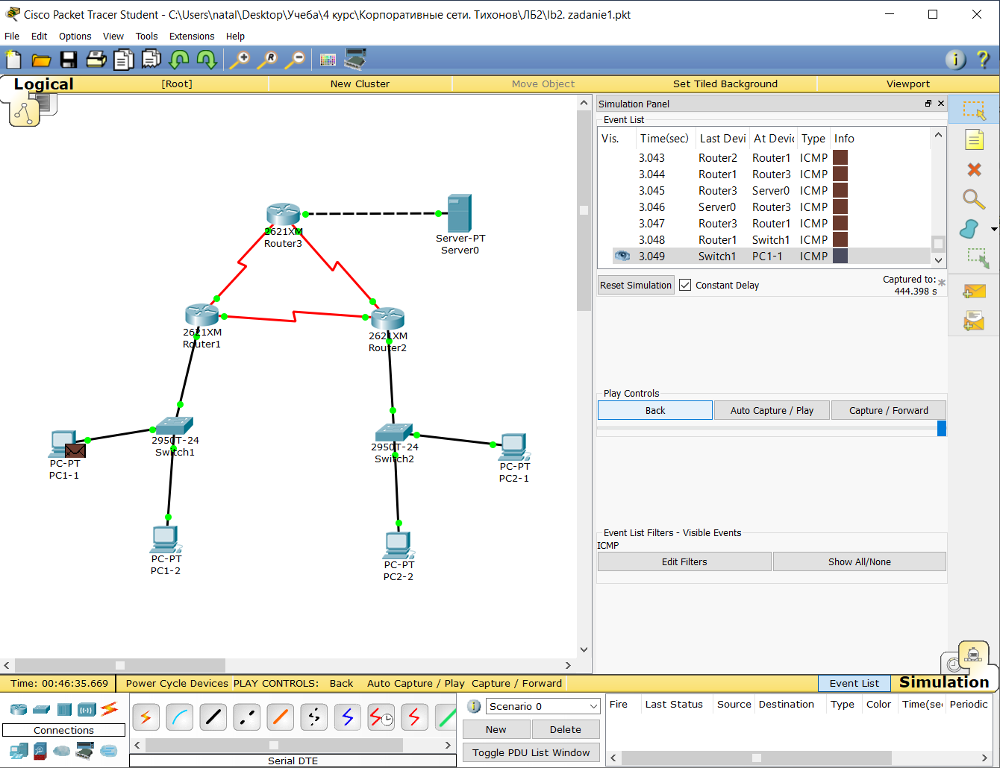 Cisco Packet Tracer Student - C:\Users\natal\Desktop\Учеба\4 курс\Корпоративные сети. Тихонов\ЛБ2\lb2. zadanie1.pkt
File Edit Options View Tools Extensions Help
Logical [Root] New Cluster Move Object Set Tiled Background Viewport
Simulation Panel
Event List
Vis. Time(sec) Last Devi At Devic Type Info
3.043 Router2 Router1 ICMP
3.044 Router1 Router3 ICMP
3.045 Router3 Server0 ICMP
3.046 Server0 Router3 ICMP
3.047 Router3 Router1 ICMP
3.048 Router1 Switch1 ICMP
3.049 Switch1 PC1-1 ICMP
Reset Simulation Constant Delay Captured to: *
444.398 s
Play Controls
Back Auto Capture / Play Capture / Forward
Event List Filters - Visible Events
ICMP
Edit Filters Show All/None
2621XM
Router3
Server-PT
Server0
2621XM
Router1
2621XM
Router2
2950T-24
Switch1
2950T-24
Switch2
PC-PT
PC1-1
PC-PT
PC2-1
PC-PT
PC1-2
PC-PT
PC2-2
Time: 00:46:35.669 Power Cycle Devices PLAY CONTROLS: Back Auto Capture / Play Capture / Forward Event List Simulation
Connections
Serial DTE
Scenario 0
New Delete
Toggle PDU List Window
Fire Last Status Source Destination Type Color Time(sec Periodic